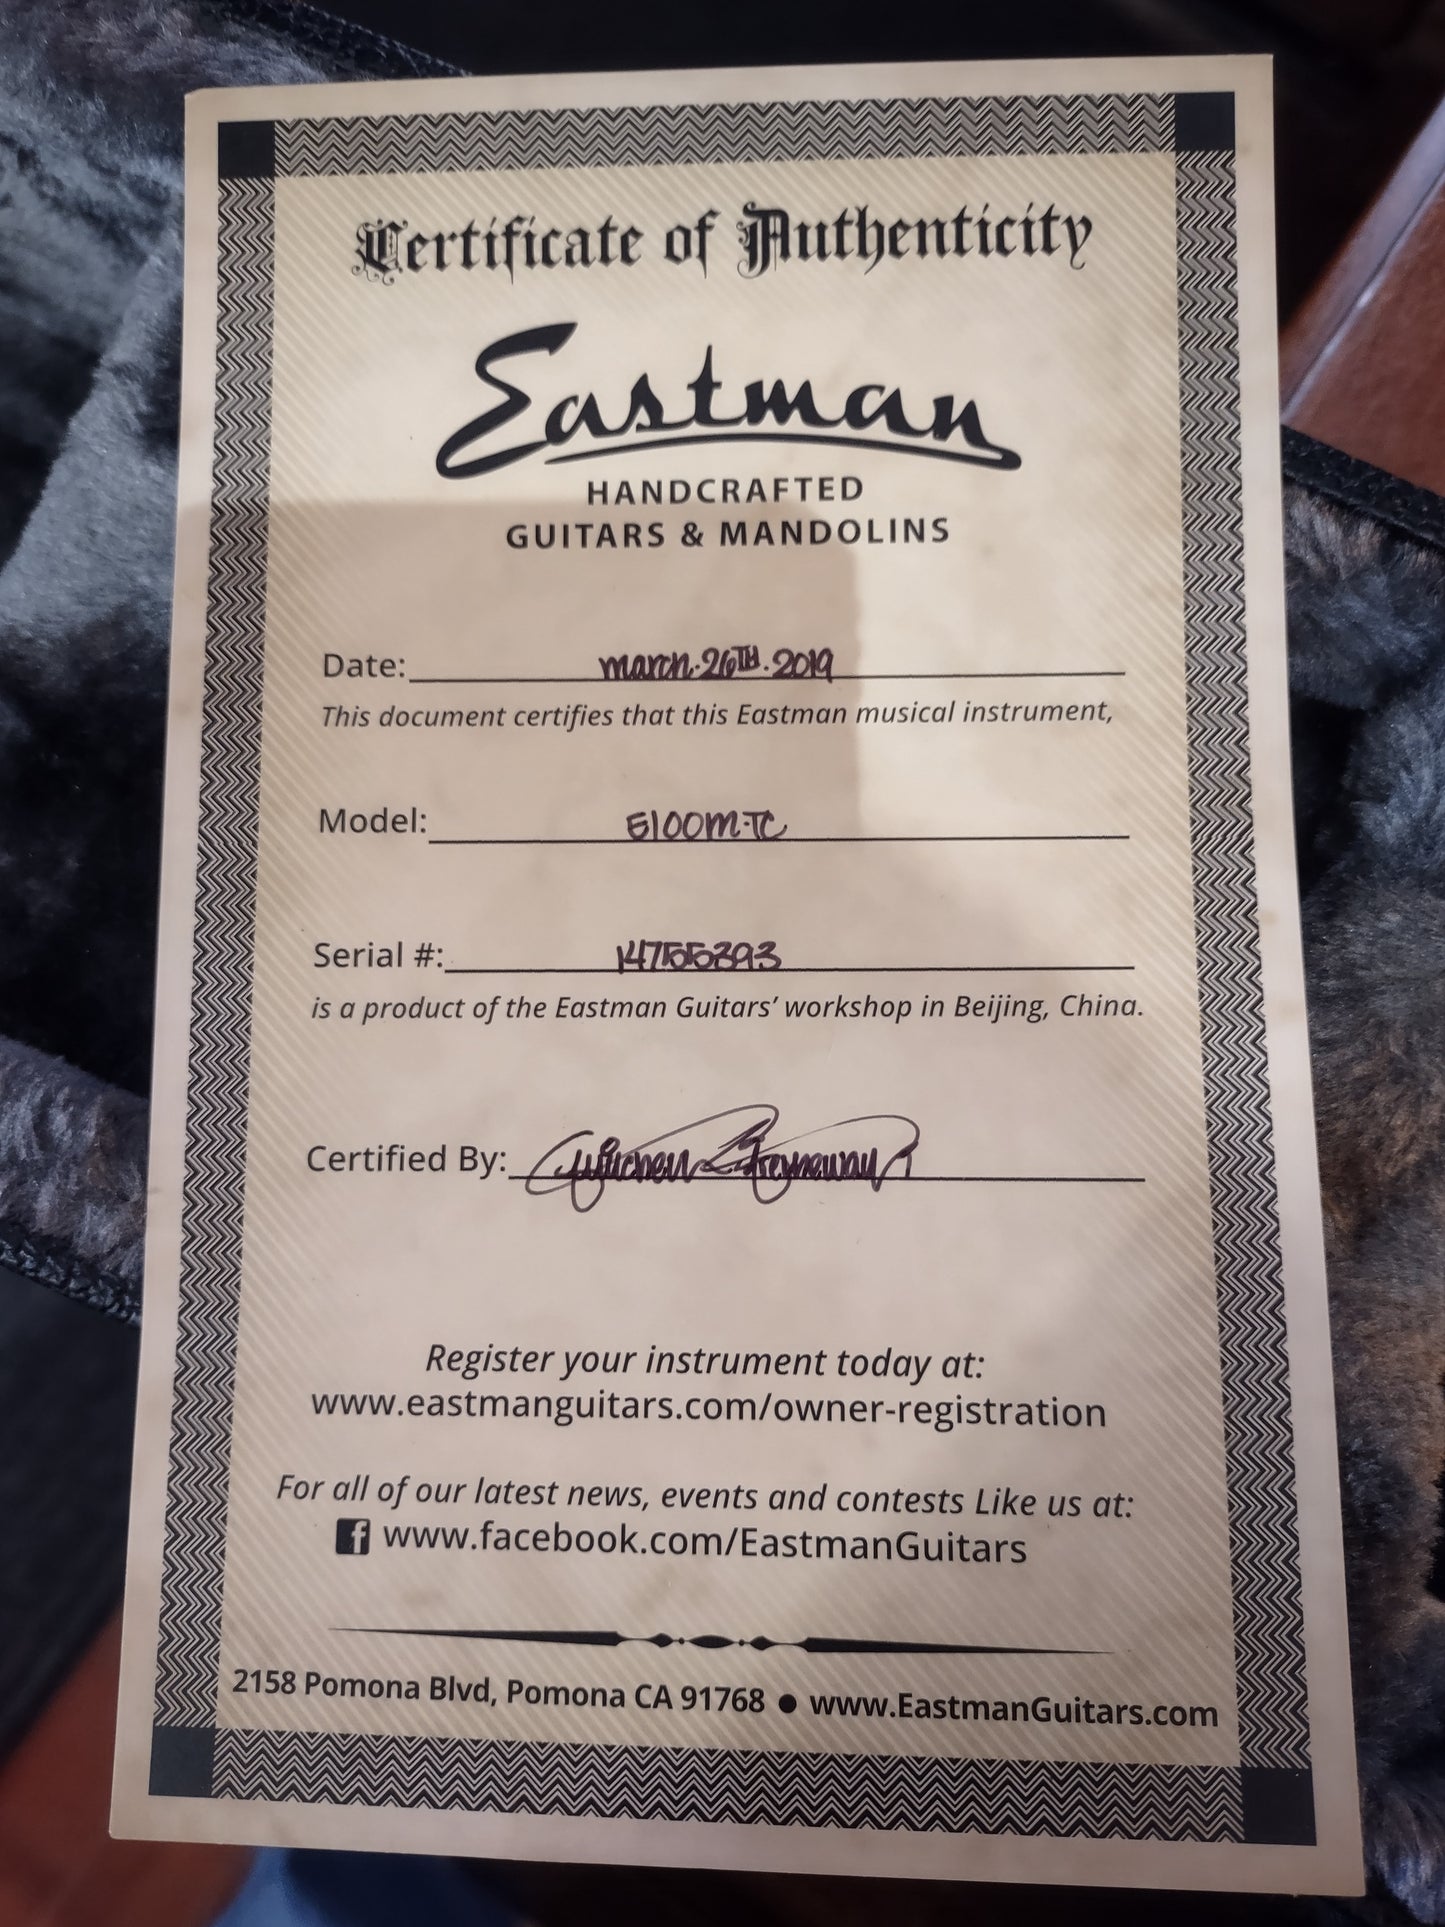 Certificate of Authenticity
Eastman
HANDCRAFTED
GUITARS & MANDOLINS
Date: March.26TH.2019
This document certifies that this Eastman musical instrument,
Model: E100M-TC
Serial #: 14755393
is a product of the Eastman Guitars' workshop in Beijing, China.
Certified By:
Register your instrument today at:
www.eastmanguitars.com/owner-registration
For all of our latest news, events and contests Like us at:
f www.facebook.com/EastmanGuitars
2158 Pomona Blvd, Pomona CA 91768 ● www.EastmanGuitars.com